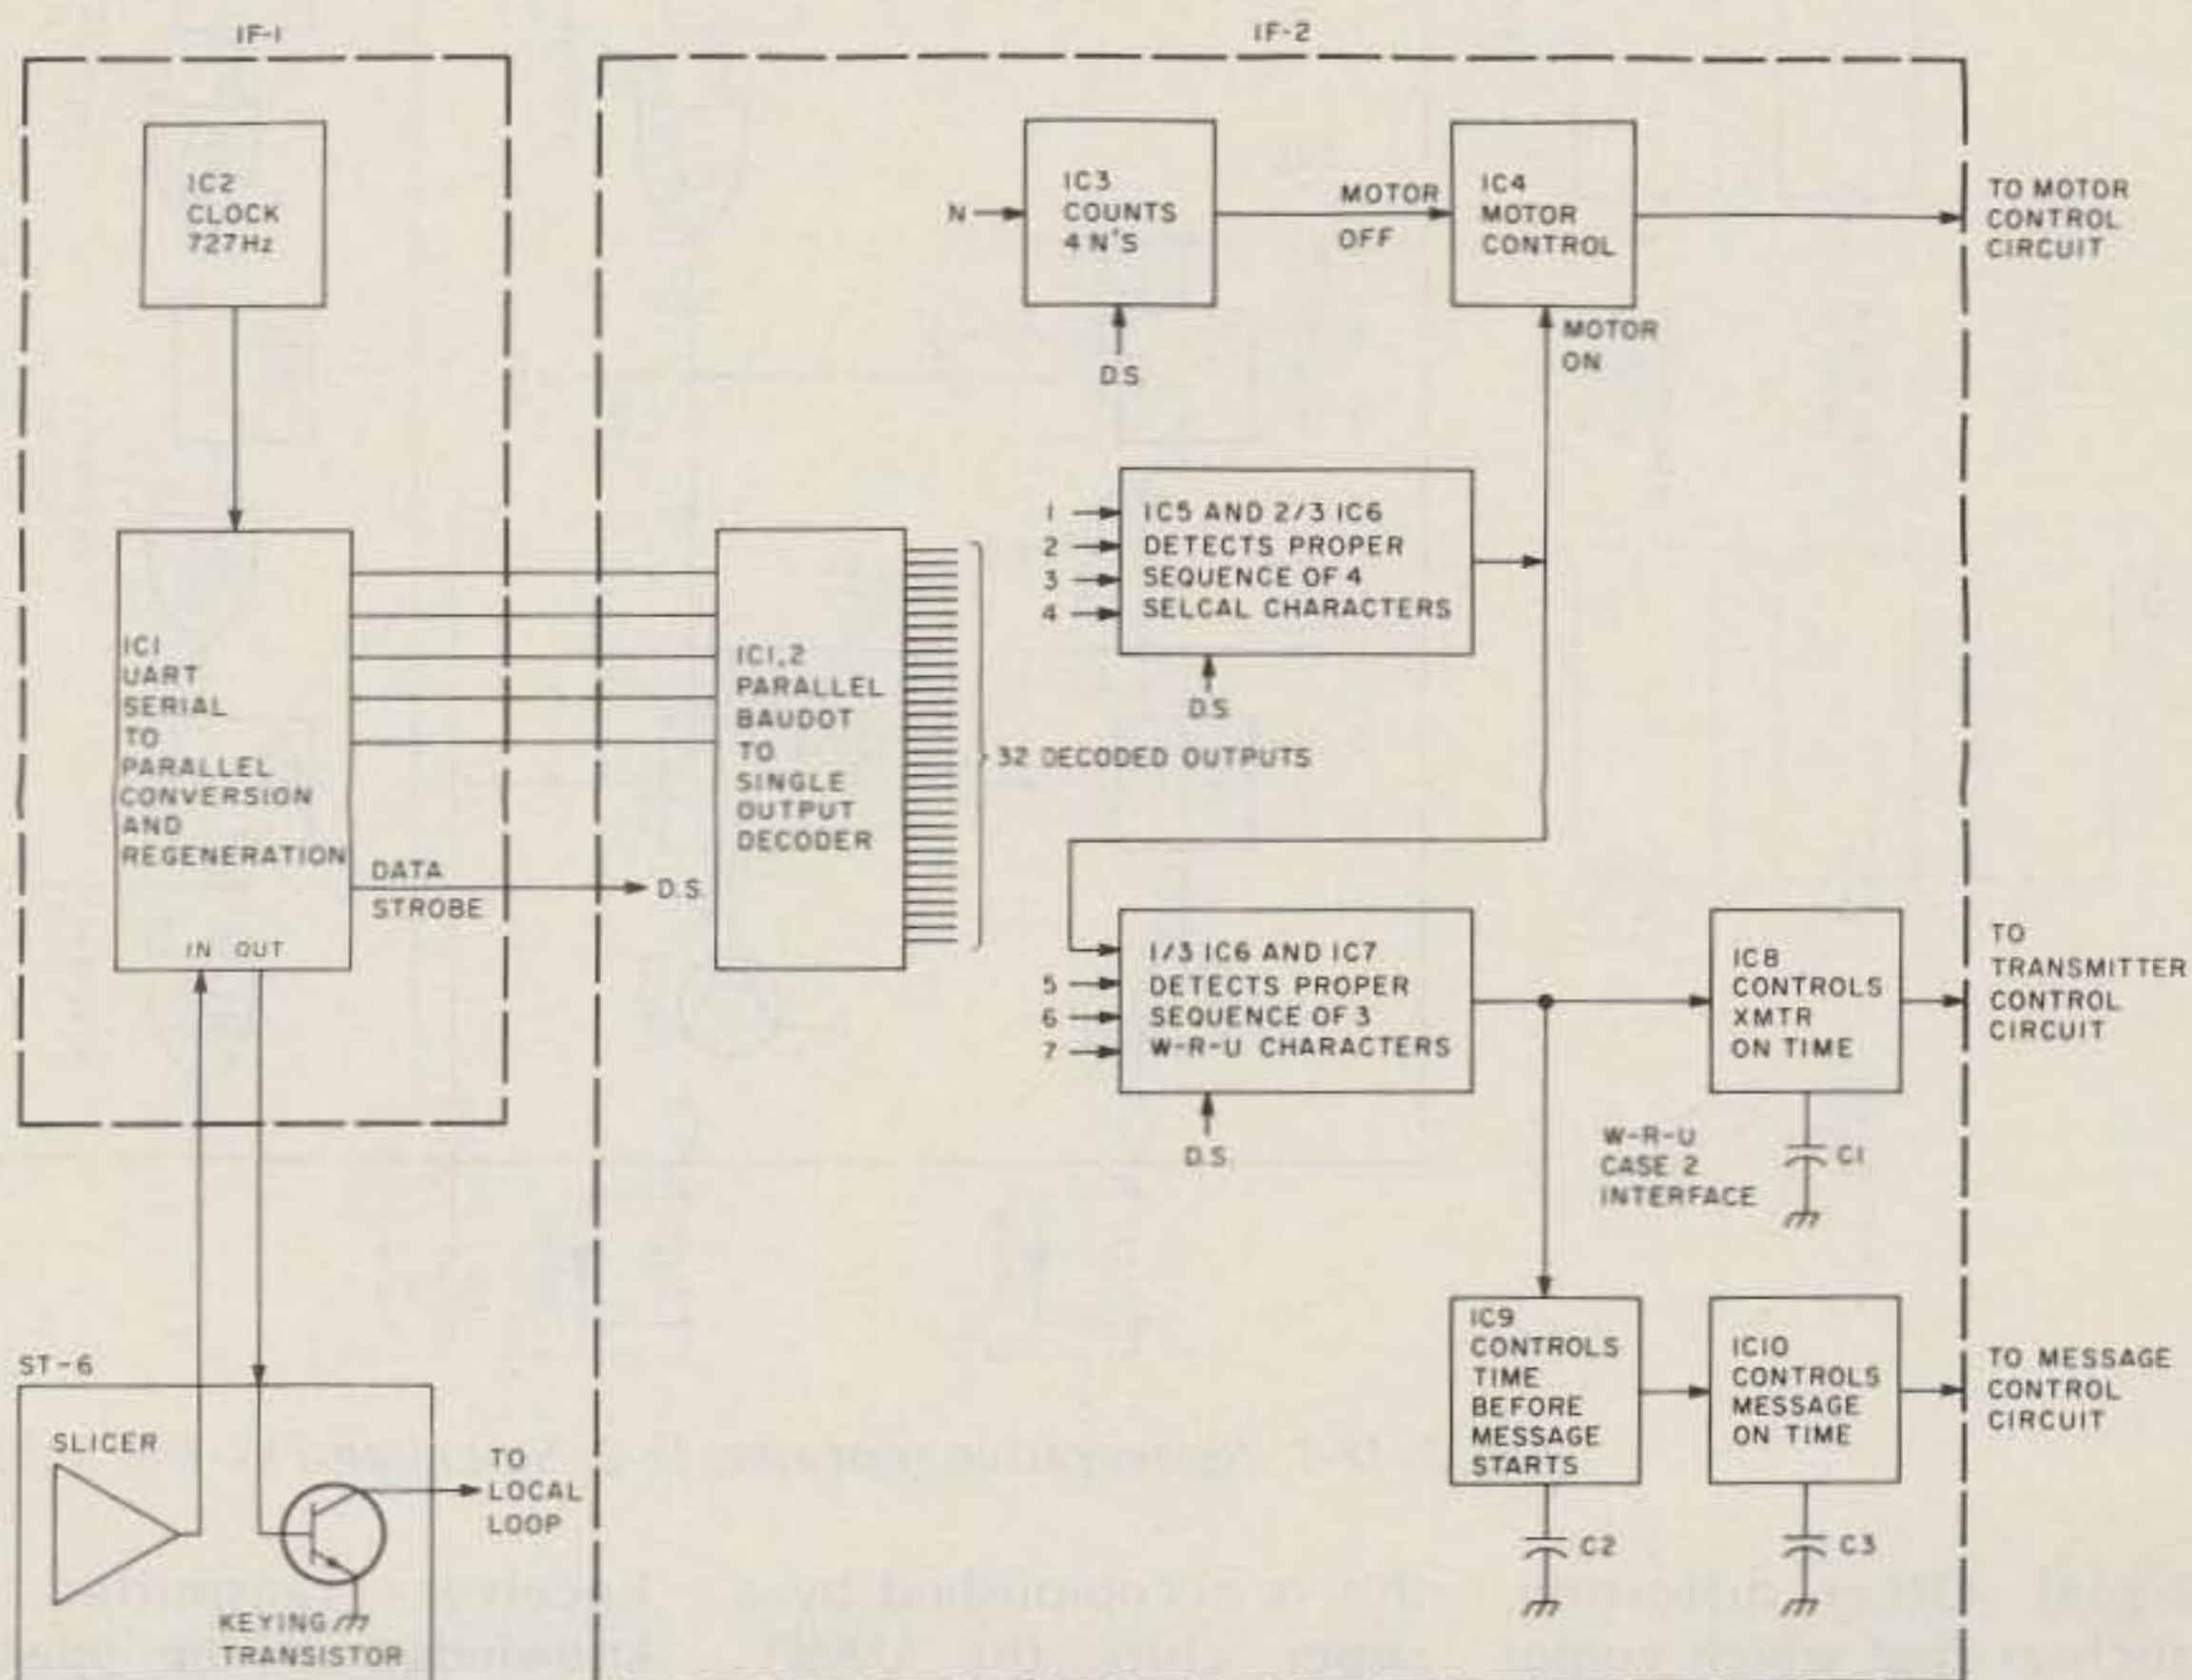 IF-1
IF-2
IC2
CLOCK
727Hz
N
IC3
COUNTS
4 N'S
D.S.
MOTOR
OFF
IC4
MOTOR
CONTROL
TO MOTOR
CONTROL
CIRCUIT
MOTOR
ON
1
2
3
4
IC5 AND 2/3 IC6
DETECTS PROPER
SEQUENCE OF 4
SELCAL CHARACTERS
D.S.
IC1
UART
SERIAL
TO
PARALLEL
CONVERSION
AND
REGENERATION
IN OUT
DATA
STROBE
D.S.
IC1,2
PARALLEL
BAUDOT
TO
SINGLE
OUTPUT
DECODER
32 DECODED OUTPUTS
5
6
7
1/3 IC6 AND IC7
DETECTS PROPER
SEQUENCE OF 3
W-R-U CHARACTERS
D.S.
IC8
CONTROLS
XMTR
ON TIME
TO
TRANSMITTER
CONTROL
CIRCUIT
W-R-U
CASE 2
INTERFACE
C1
IC9
CONTROLS
TIME
BEFORE
MESSAGE
STARTS
C2
IC10
CONTROLS
MESSAGE
ON TIME
C3
TO MESSAGE
CONTROL
CIRCUIT
ST-6
SLICER
TO
LOCAL
LOOP
KEYING
TRANSISTOR